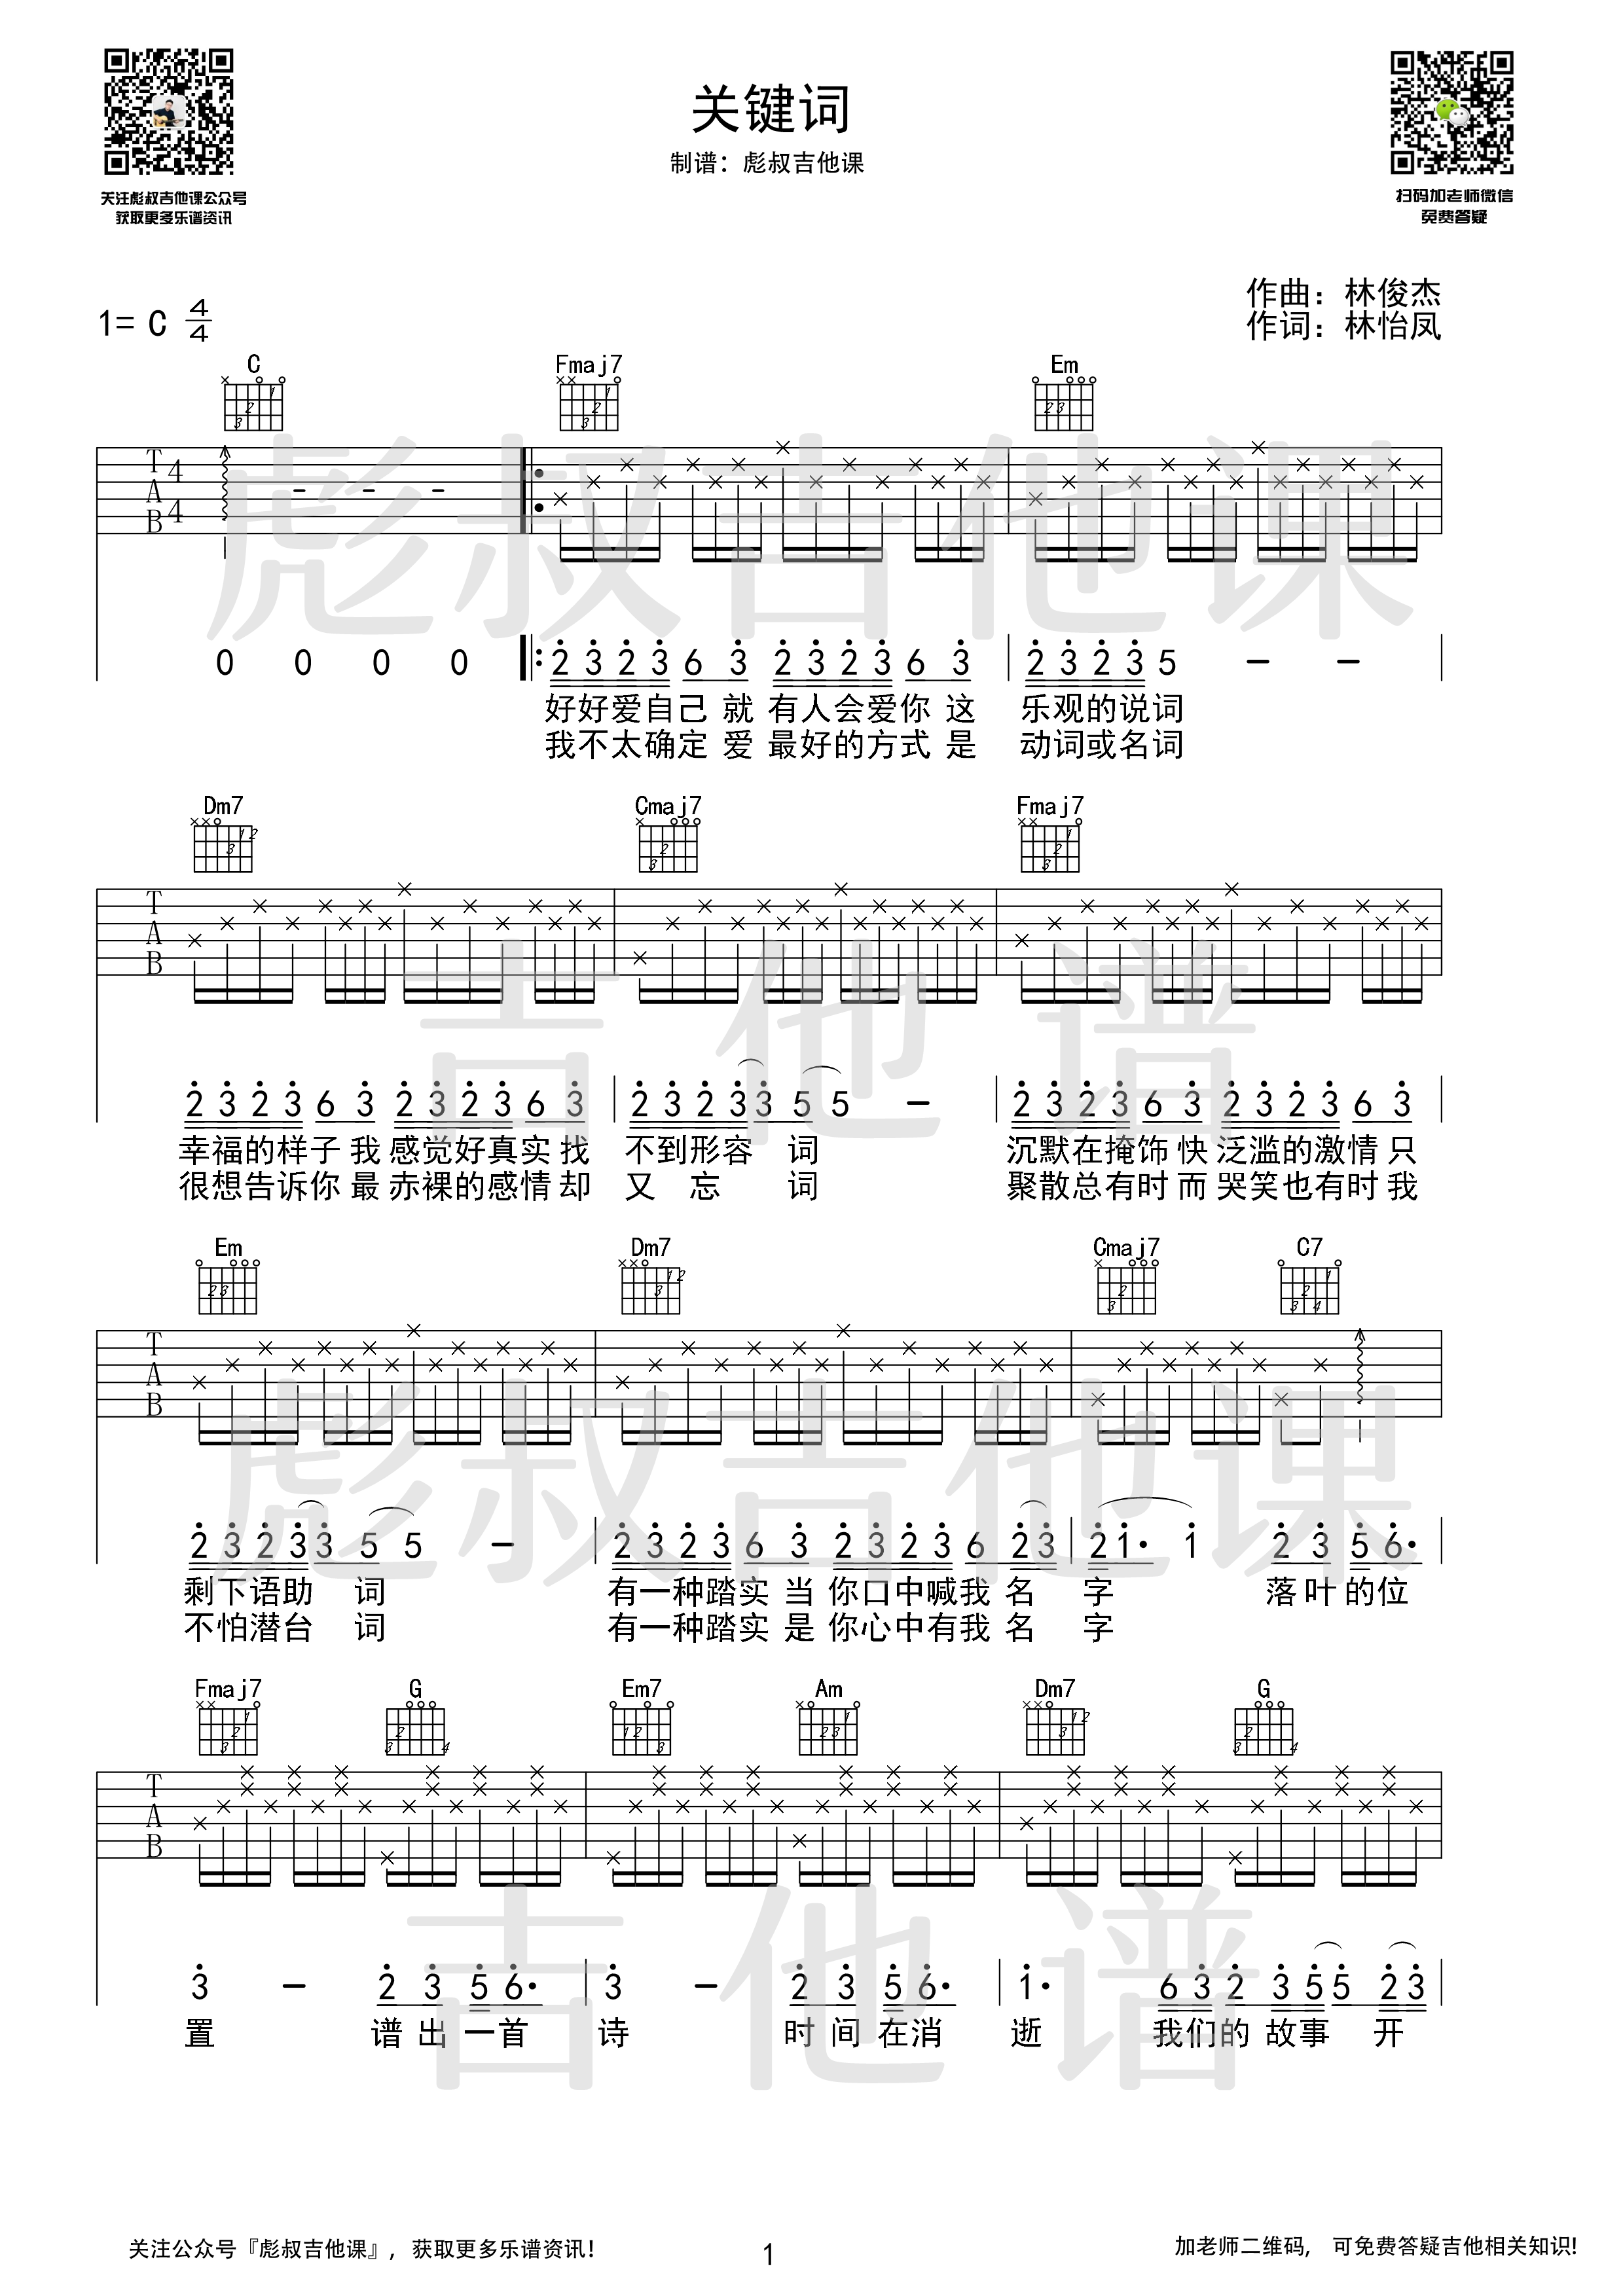 关注彪叔吉他课公众号
获取更多乐谱资讯
关键词
制谱：彪叔吉他课
扫码加老师微信
免费答疑
作曲：林俊杰
作词：林怡凤
1= C 4/4
C Fmaj7 Em
T A B 4 4
0 0 0 0 2 3 2 3 6 3 2 3 2 3 6 3 2 3 2 3 5 - -
好好爱自己 就 有人会爱你 这 乐观的说词
我不太确定 爱 最好的方式 是 动词或名词
Dm7 Cmaj7 Fmaj7
T A B
2 3 2 3 6 3 2 3 2 3 6 3 2 3 2 3 3 5 5 - 2 3 2 3 6 3 2 3 2 3 6 3
幸福的样子 我 感觉好真实 找 不到形容 词 沉默在掩饰 快 泛滥的激情 只
很想告诉你 最 赤裸的感情 却 又 忘 词 聚散总有时 而 哭笑也有时 我
Em Dm7 Cmaj7 C7
T A B
2 3 2 3 3 5 5 - 2 3 2 3 6 3 2 3 2 3 6 2 3 2 1· 1 2 3 5 6·
剩下语助 词 有一种踏实 当 你口中喊我 名 字 落叶的位
不怕潜台 词 有一种踏实 是 你心中有我 名 字
Fmaj7 G Em7 Am Dm7 G
T A B
3 - 2 3 5 6· 3 - 2 3 5 6· 1· 6 3 2 3 5 5 2 3
置 谱 出 一 首 诗 时 间 在 消 逝 我们的 故事 开
彪叔吉他课
吉他谱
彪叔吉他课
吉他谱
关注公众号『彪叔吉他课』，获取更多乐谱资讯！
1
加老师二维码， 可免费答疑吉他相关知识!